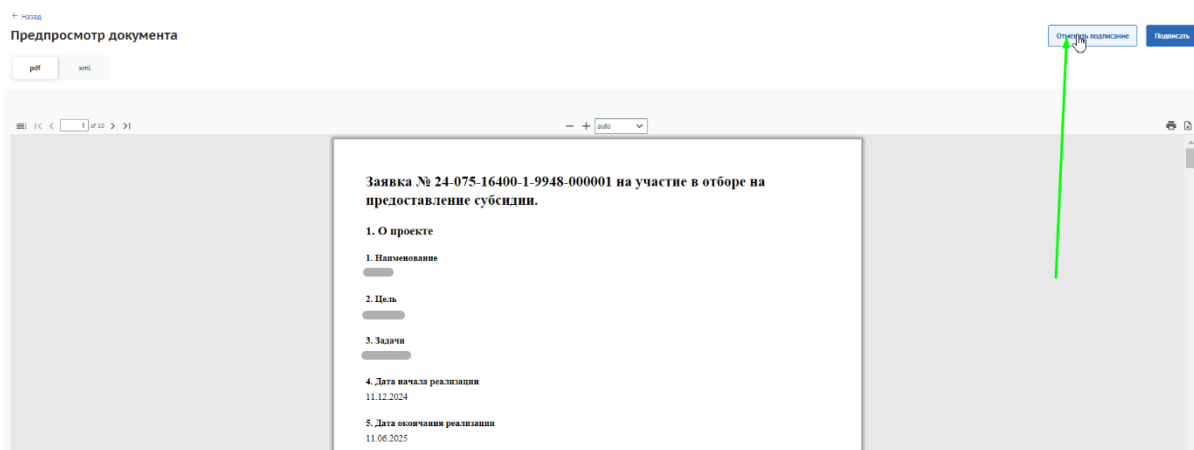 ← Назад
Предпросмотр документа
Отменить подписание
Подписать
pdf xml
1 of 10
auto
Заявка № 24-075-16400-1-9948-000001 на участие в отборе на
предоставление субсидии.
1. О проекте
1. Наименование
2. Цель
3. Задачи
4. Дата начала реализации
11.12.2024
5. Дата окончания реализации
11.06.2025